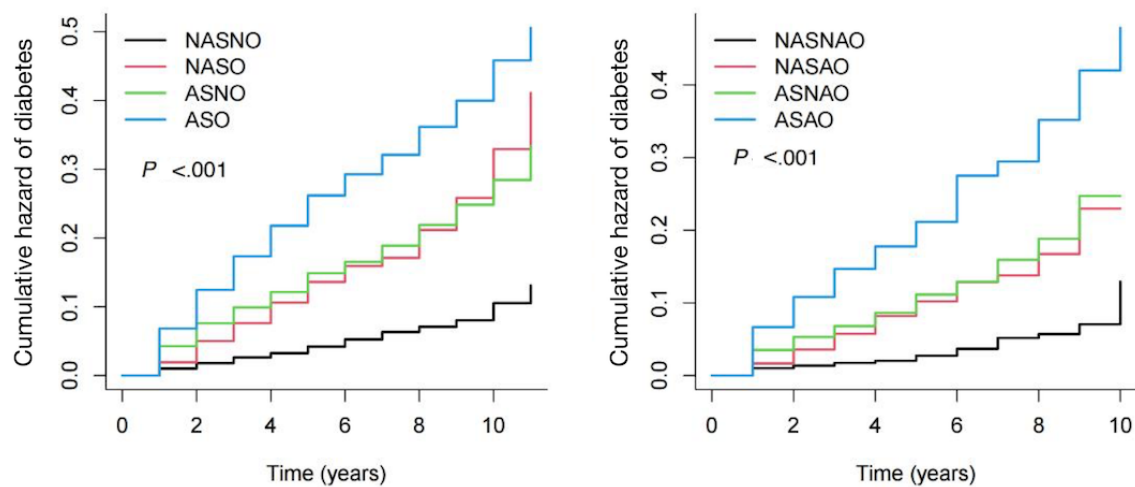 Cumulative hazard of diabetes
0.5
0.4
0.3
0.2
0.1
0.0
NASNO
NASO
ASNO
ASO
P <.001
0 2 4 6 8 10
Time (years)
Cumulative hazard of diabetes
0.4
0.3
0.2
0.1
0.0
NASNAO
NASAO
ASNAO
ASAO
P <.001
0 2 4 6 8 10
Time (years)